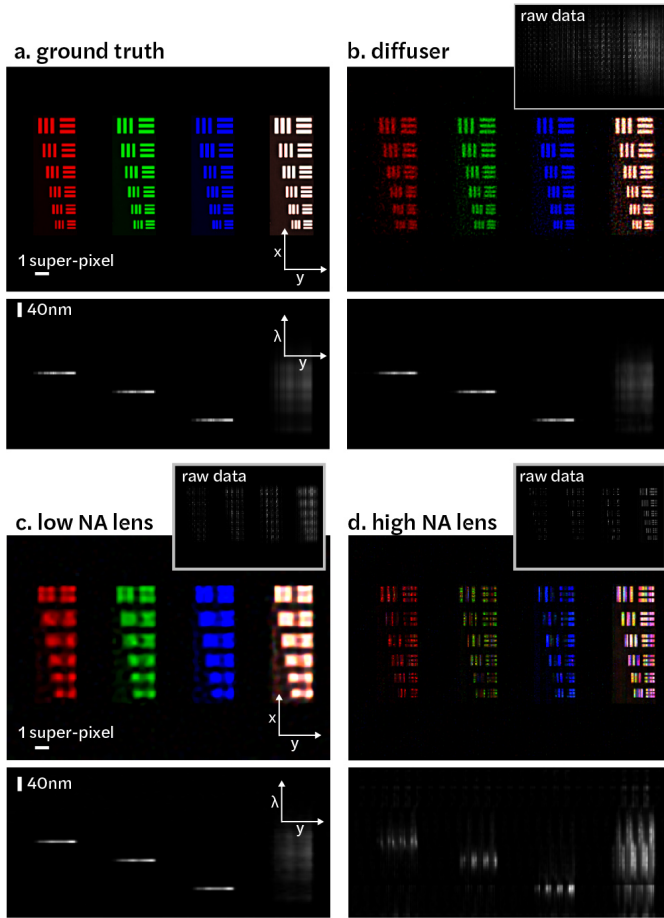 raw data
a. ground truth
b. diffuser
x
1 super-pixel
y
40nm
λ
y
raw data
raw data
c. low NA lens
d. high NA lens
x
1 super-pixel
y
40nm
λ
y